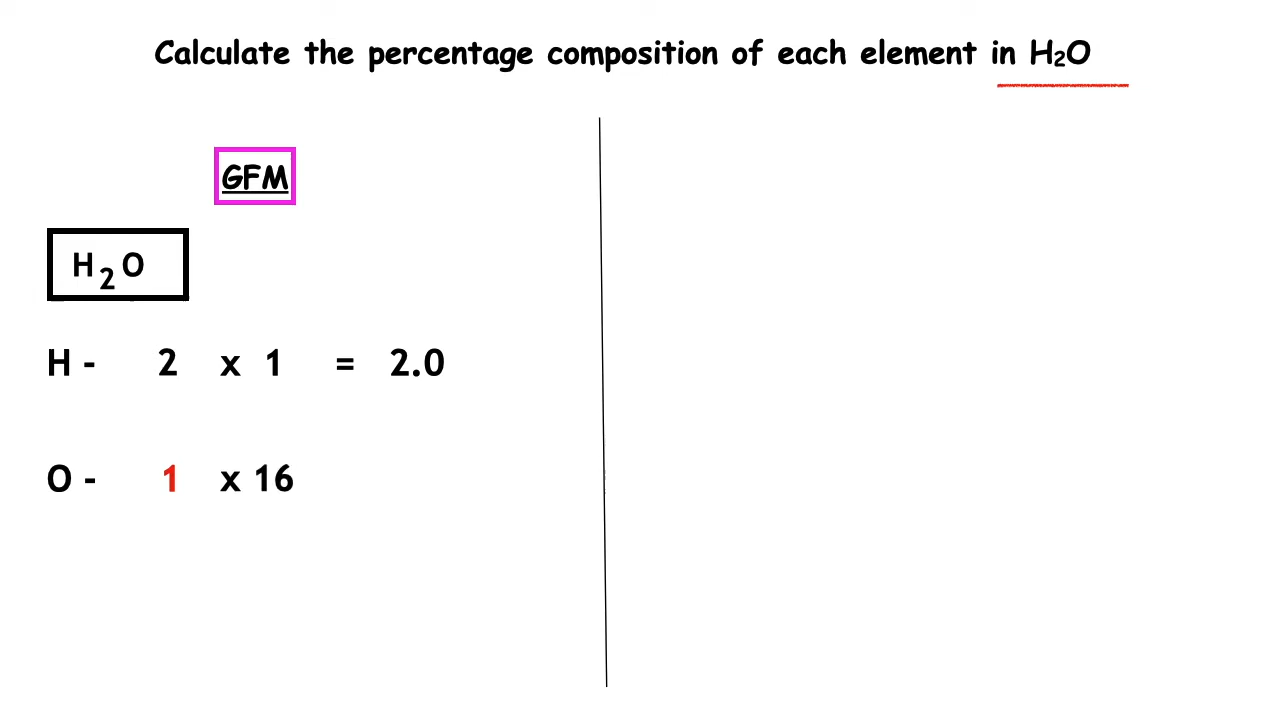 Calculate the percentage composition of each element in H₂O
GFM
H₂O
H - 2 x 1 = 2.0
O - 1 x 16